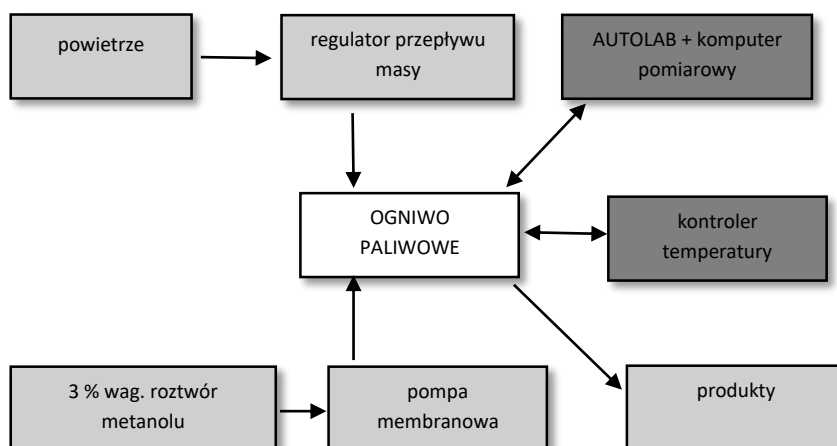 powietrze
regulator przepływu
masy
AUTOLAB + komputer
pomiarowy
OGNIWO
PALIWOWE
kontroler
temperatury
3 % wag. roztwór
metanolu
pompa
membranowa
produkty